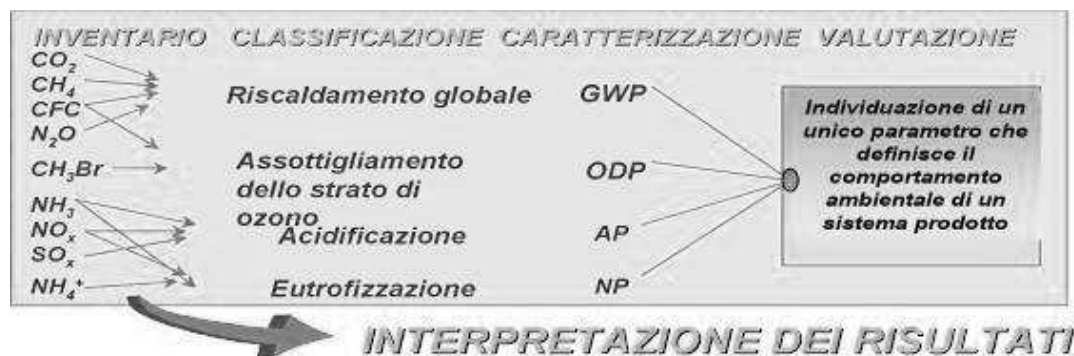 INVENTARIO CLASSIFICAZIONE CARATTERIZZAZIONE VALUTAZIONE
CO₂
CH₄
CFC
N₂O
CH₃Br
NH₃
NOₓ
SOₓ
NH₄⁺
Riscaldamento globale
Assottigliamento
dello strato di
ozono
Acidificazione
Eutrofizzazione
GWP
ODP
AP
NP
Individuazione di un
unico parametro che
definisce il
comportamento
ambientale di un
sistema prodotto
INTERPRETAZIONE DEI RISULTATI